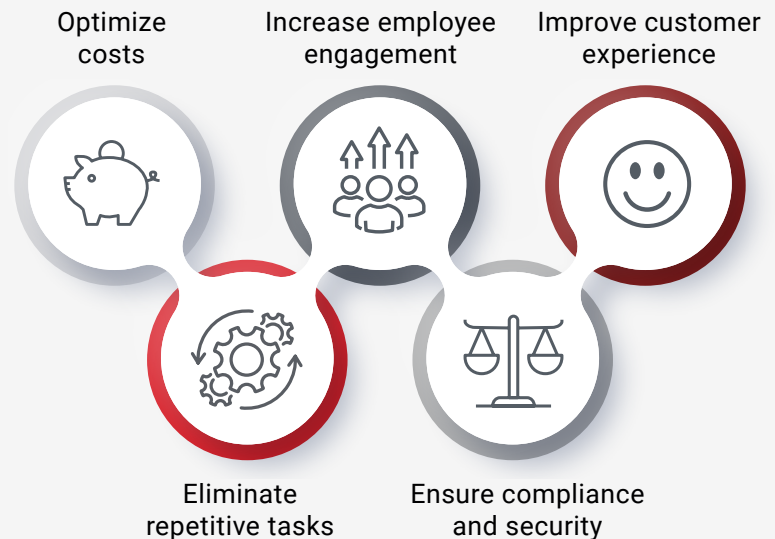 Optimize
costs
Increase employee
engagement
Improve customer
experience
Eliminate
repetitive tasks
Ensure compliance
and security